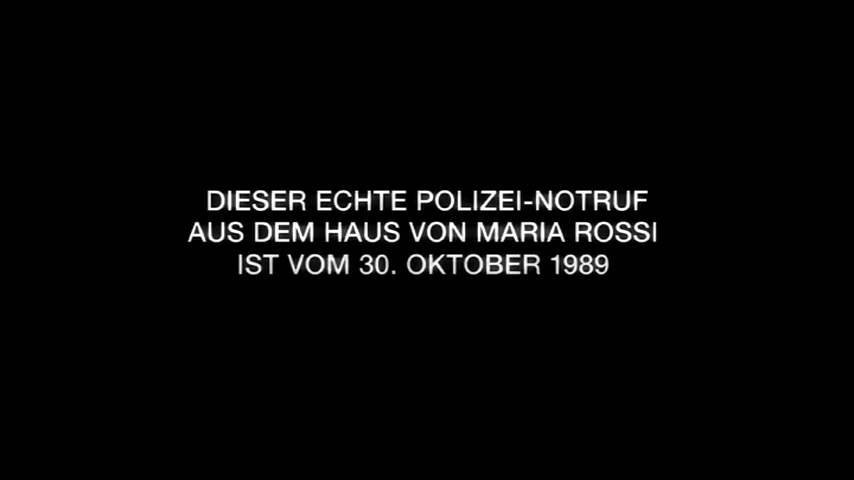 DIESER ECHTE POLIZEI-NOTRUF
AUS DEM HAUS VON MARIA ROSSI
IST VOM 30. OKTOBER 1989